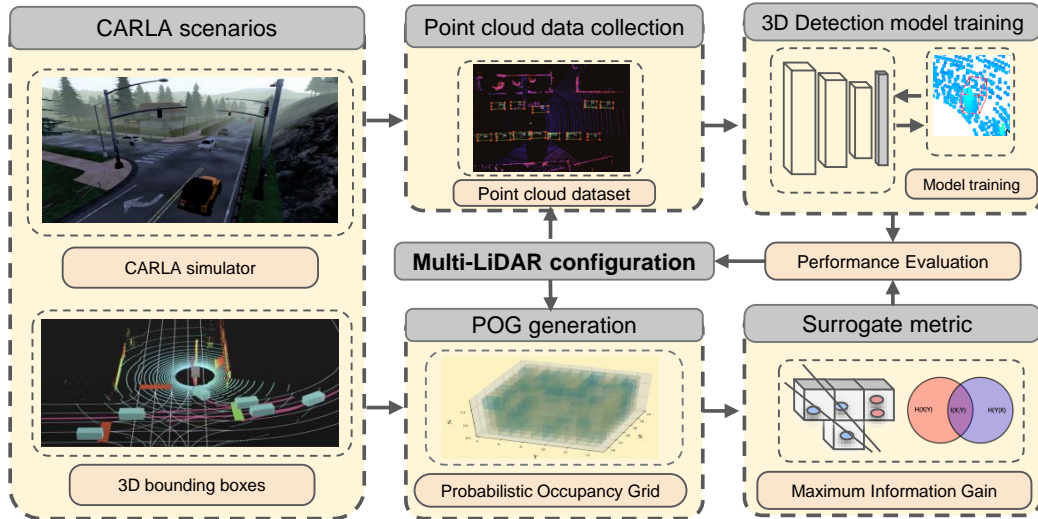 CARLA scenarios
CARLA simulator
3D bounding boxes
Point cloud data collection
Point cloud dataset
3D Detection model training
Model training
Multi-LiDAR configuration
Performance Evaluation
POG generation
Z
Y
X
Probabilistic Occupancy Grid
Surrogate metric
H(X|Y)
I(X;Y)
H(Y|X)
Maximum Information Gain